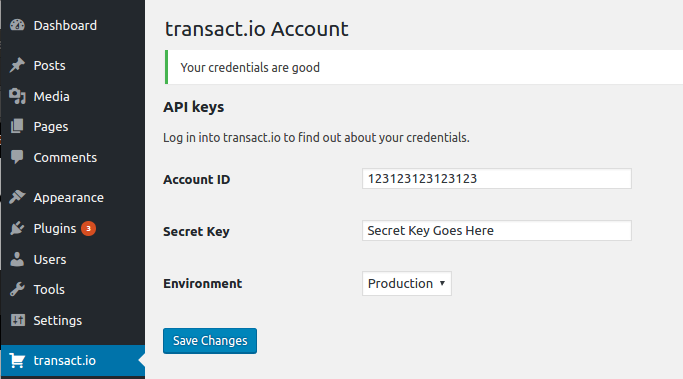 Dashboard
Posts
Media
Pages
Comments
Appearance
Plugins 3
Users
Tools
Settings
transact.io
transact.io Account
Your credentials are good
API keys
Log in into transact.io to find out about your credentials.
Account ID 123123123123123
Secret Key Secret Key Goes Here
Environment Production
Save Changes